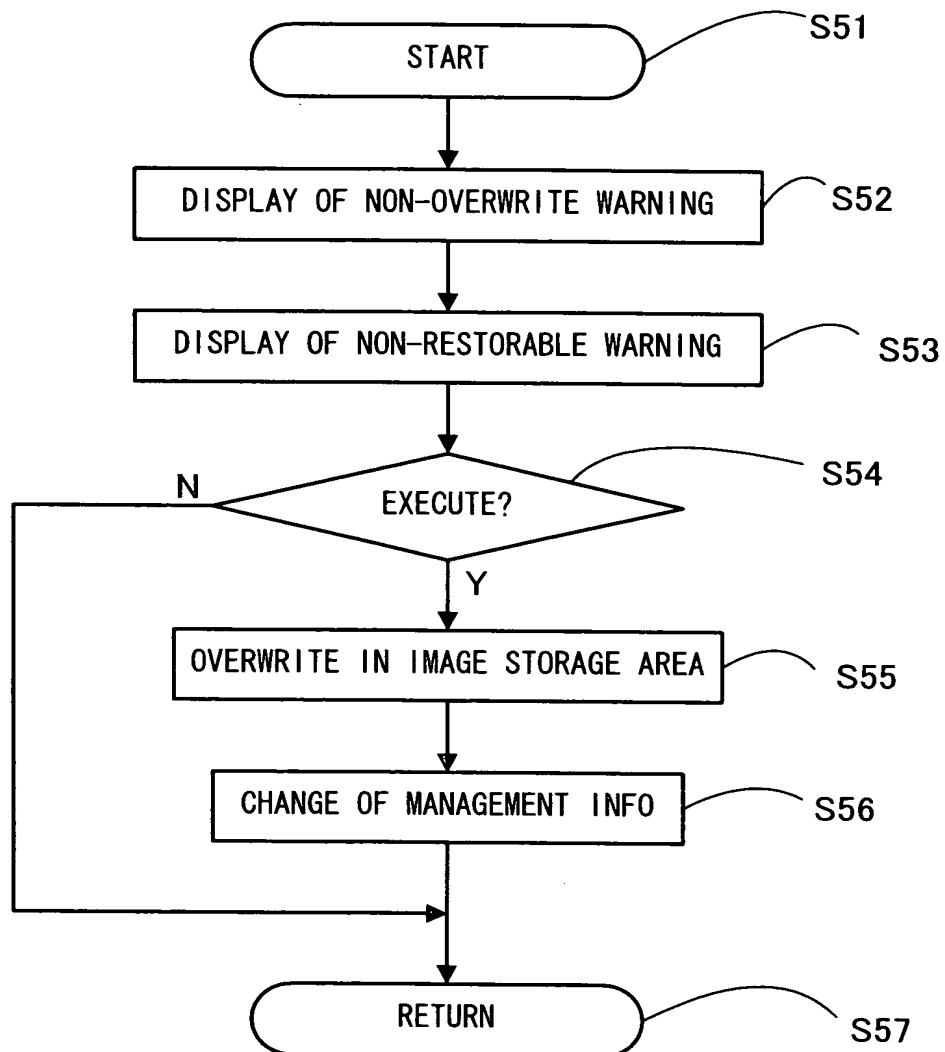 START
S51
DISPLAY OF NON-OVERWRITE WARNING
S52
DISPLAY OF NON-RESTORABLE WARNING
S53
EXECUTE?
S54
N
Y
OVERWRITE IN IMAGE STORAGE AREA
S55
CHANGE OF MANAGEMENT INFO
S56
RETURN
S57